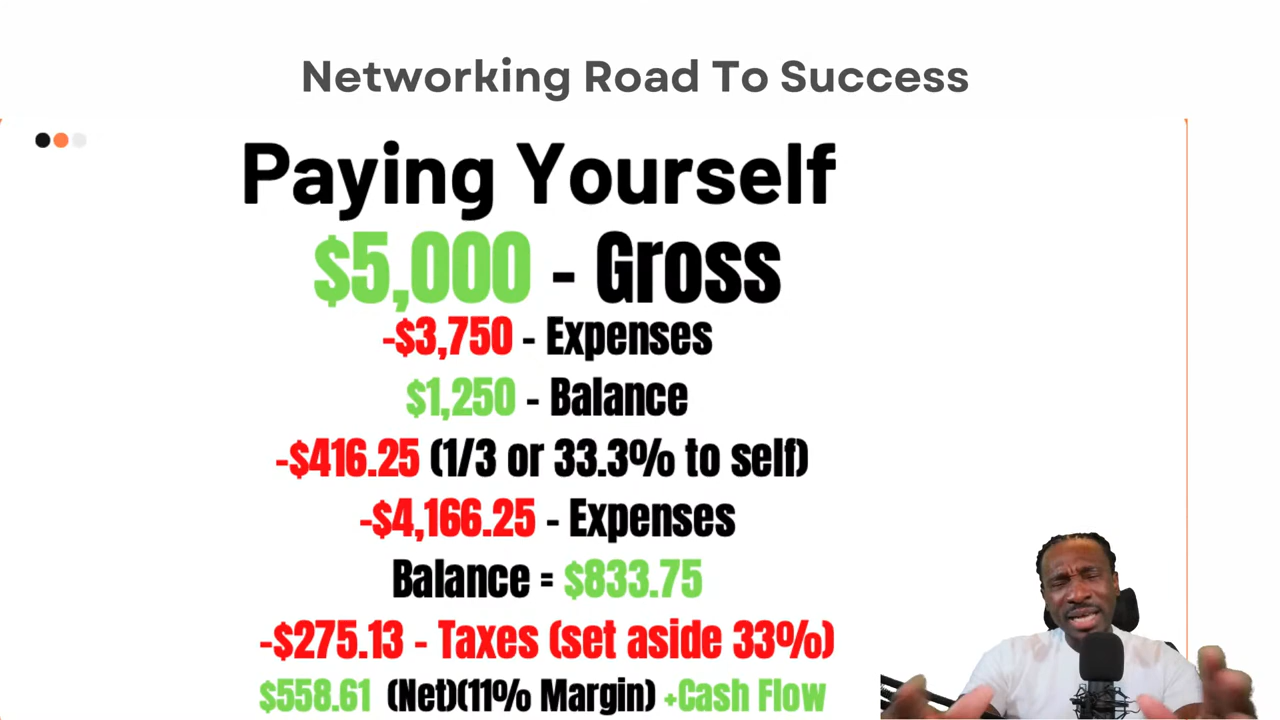 Networking Road To Success
Paying Yourself
$5,000 - Gross
-$3,750 - Expenses
$1,250 - Balance
-$416.25 (1/3 or 33.3% to self)
-$4,166.25 - Expenses
Balance = $833.75
-$275.13 - Taxes (set aside 33%)
$558.61 (Net)(11% Margin) +Cash Flow